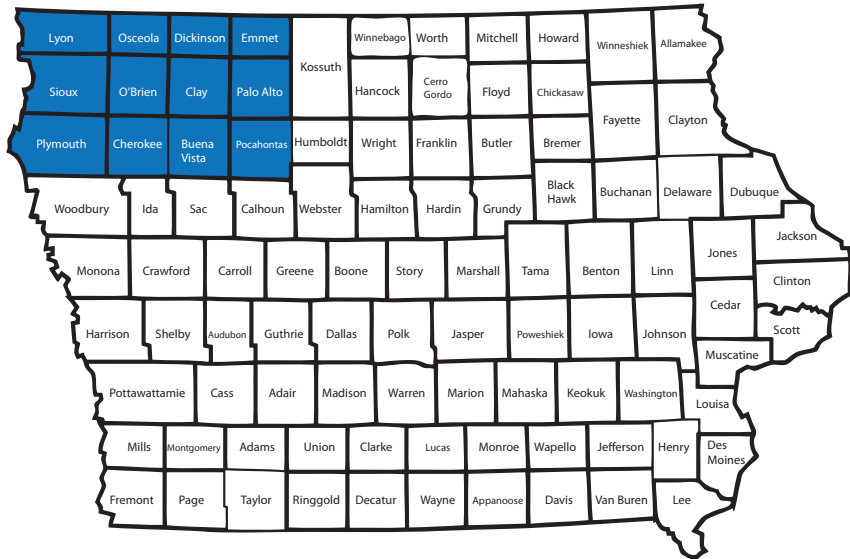 Lyon
Osceola
Dickinson
Emmet
Kossuth
Winnebago
Worth
Mitchell
Howard
Winneshiek
Allamakee
Sioux
O'Brien
Clay
Palo Alto
Hancock
Cerro
Gordo
Floyd
Chickasaw
Fayette
Clayton
Plymouth
Cherokee
Buena
Vista
Pocahontas
Humboldt
Wright
Franklin
Butler
Bremer
Woodbury
Ida
Sac
Calhoun
Webster
Hamilton
Hardin
Grundy
Black
Hawk
Buchanan
Delaware
Dubuque
Monona
Crawford
Carroll
Greene
Boone
Story
Marshall
Tama
Benton
Linn
Jones
Jackson
Clinton
Harrison
Shelby
Audubon
Guthrie
Dallas
Polk
Jasper
Poweshiek
Iowa
Johnson
Cedar
Scott
Muscatine
Pottawattamie
Cass
Adair
Madison
Warren
Marion
Mahaska
Keokuk
Washington
Louisa
Mills
Montgomery
Adams
Union
Clarke
Lucas
Monroe
Wapello
Jefferson
Henry
Des
Moines
Fremont
Page
Taylor
Ringgold
Decatur
Wayne
Appanoose
Davis
Van Buren
Lee